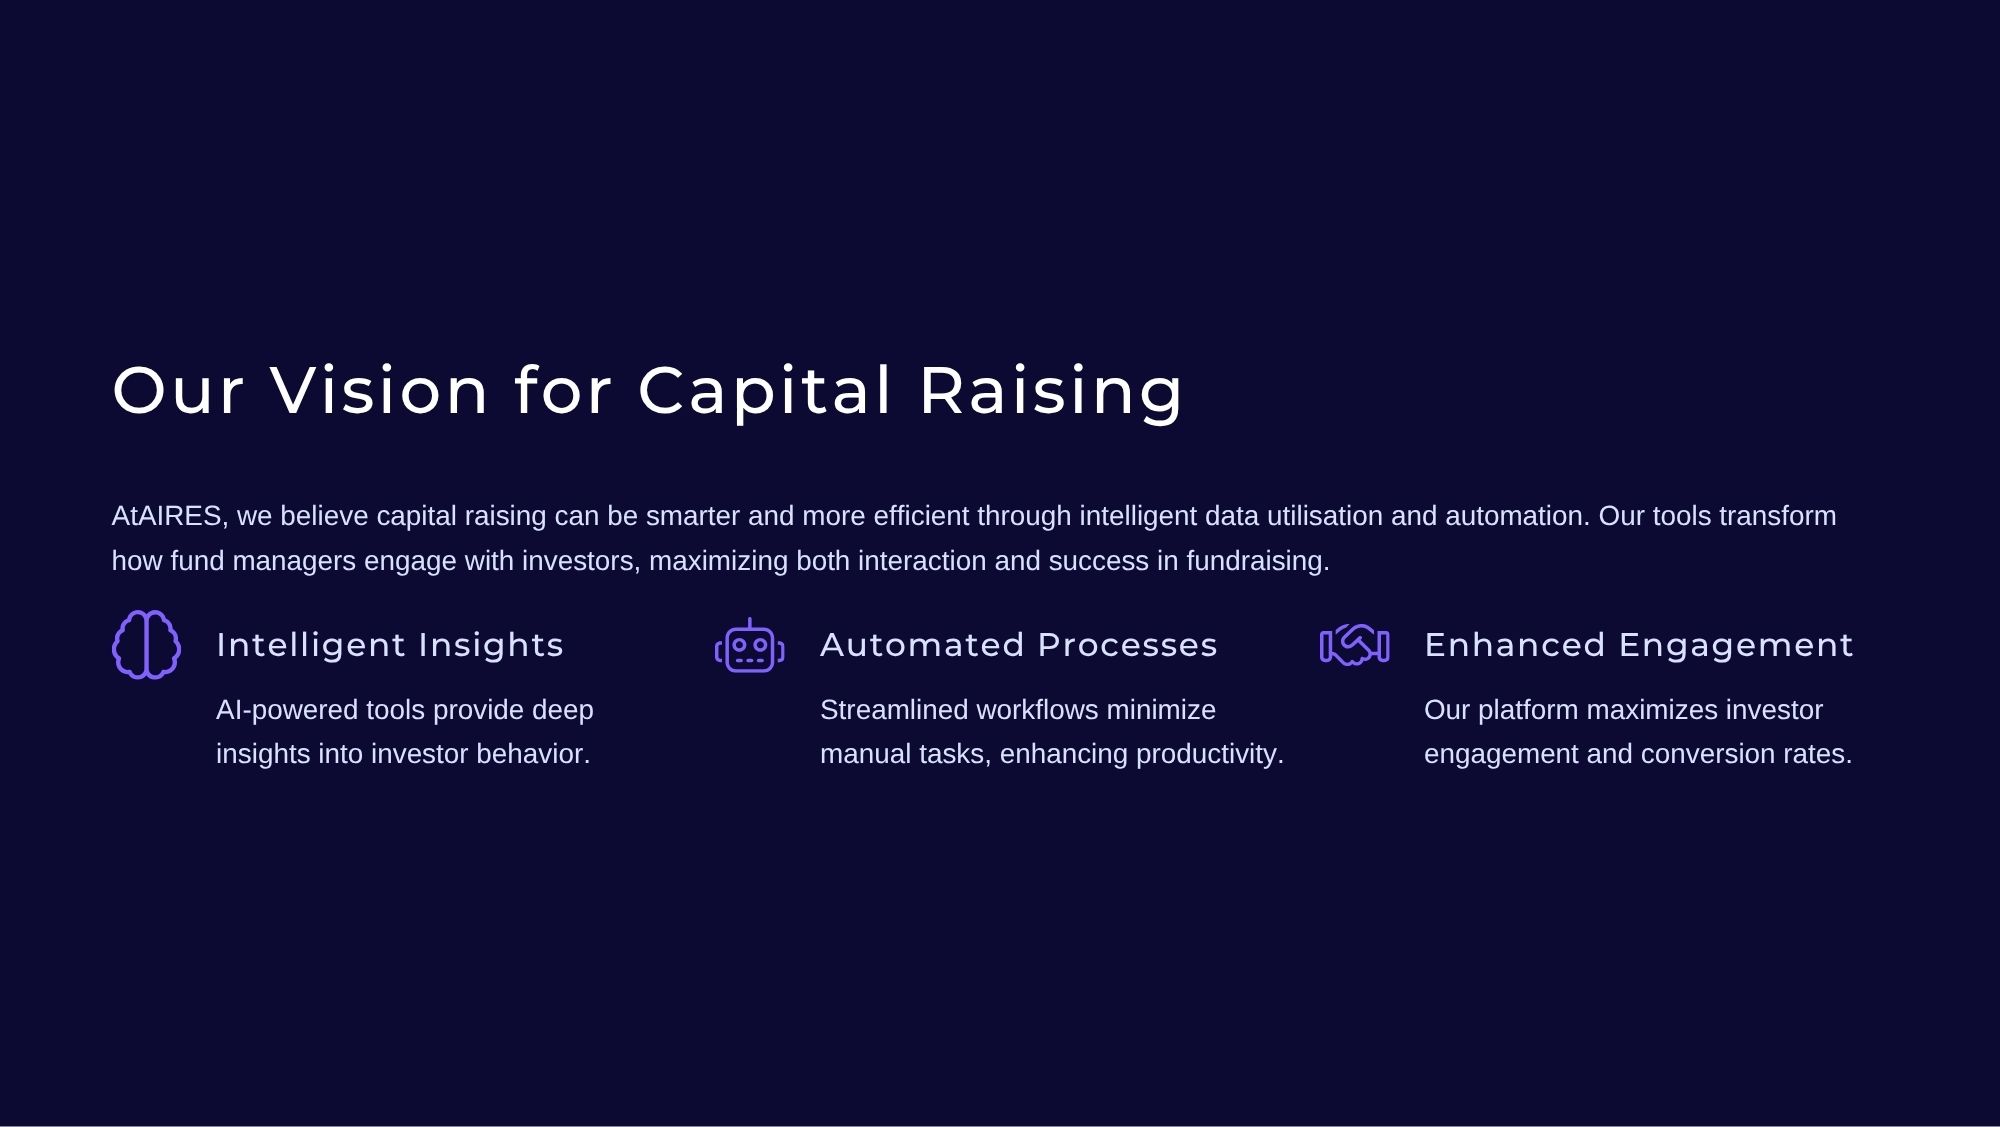 Our Vision for Capital Raising
AtAIRES, we believe capital raising can be smarter and more efficient through intelligent data utilisation and automation. Our tools transform
how fund managers engage with investors, maximizing both interaction and success in fundraising.
Intelligent Insights
AI-powered tools provide deep
insights into investor behavior.
Automated Processes
Streamlined workflows minimize
manual tasks, enhancing productivity.
Enhanced Engagement
Our platform maximizes investor
engagement and conversion rates.